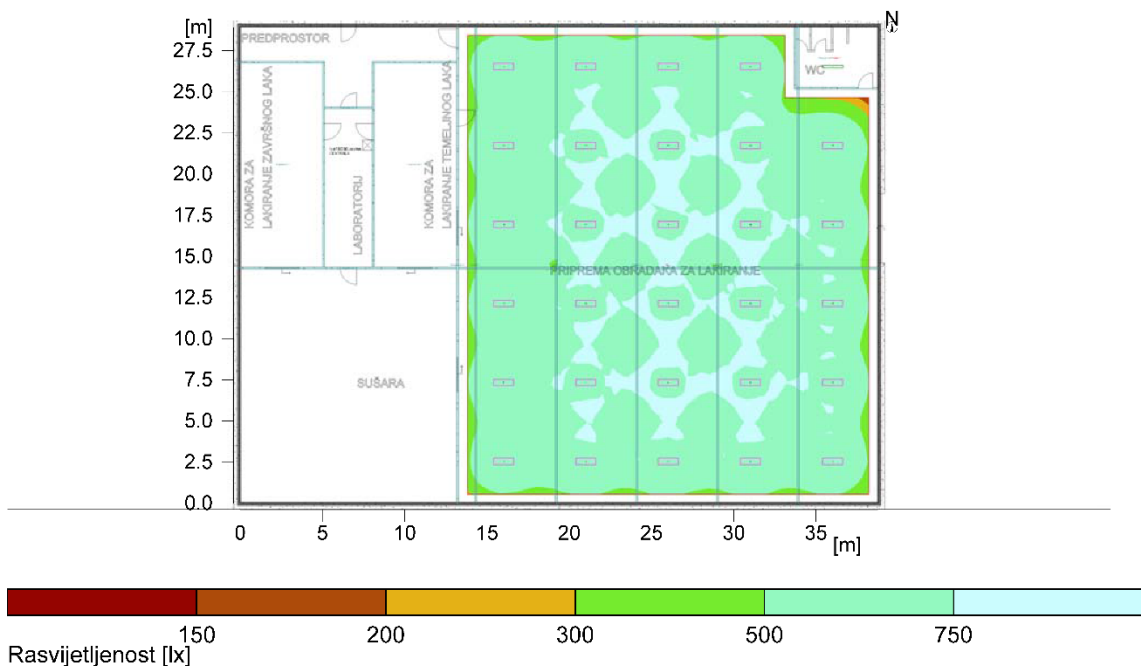 [m]
27.5
25.0
22.5
20.0
17.5
15.0
12.5
10.0
7.5
5.0
2.5
0.0
N
PREDPROSTOR
WC
KOMORA ZA
LAKIRANJE ZAVRŠNOG LAKA
LABORATORIJ
KOMORA ZA
LAKIRANJE TEMELJNOG LAKA
PRIPREMA OBRADAKA ZA LAKIRANJE
SUŠARA
0 5 10 15 20 25 30 35
[m]
150 200 300 500 750
Rasvijetljenost [lx]